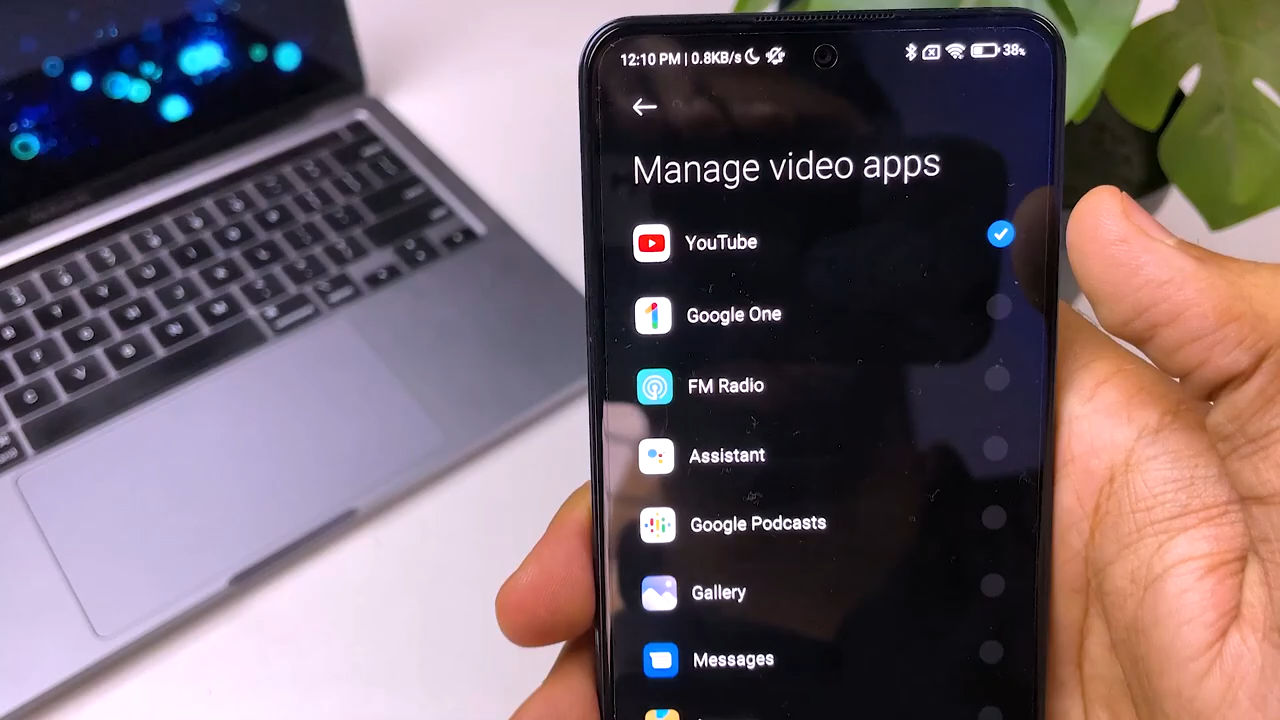 12:10 PM | 0.8KB/s 38%
Manage video apps
YouTube
Google One
FM Radio
Assistant
Google Podcasts
Gallery
Messages